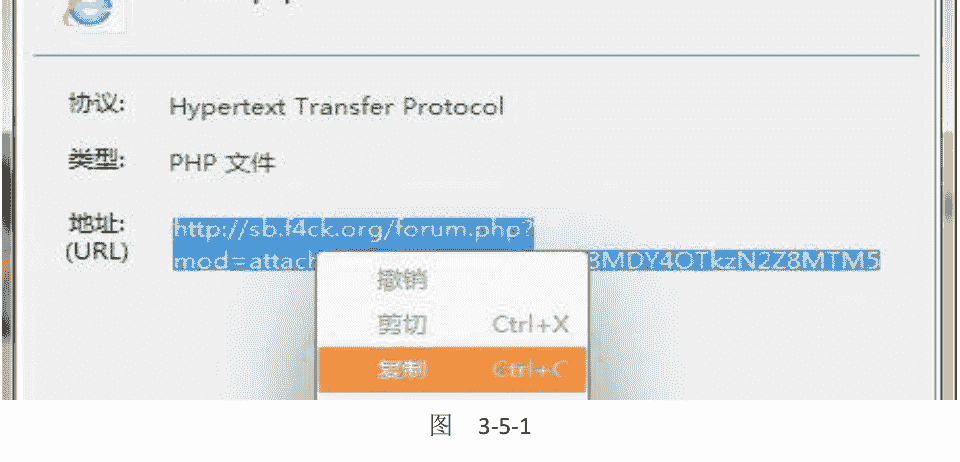 协议: Hypertext Transfer Protocol
类型: PHP 文件
地址: http://sb.f4ck.org/forum.php?
(URL) mod=attach 3MDY4OTkzN2Z8MTM5
撤销
剪切 Ctrl+X
复制 Ctrl+C
图 3-5-1